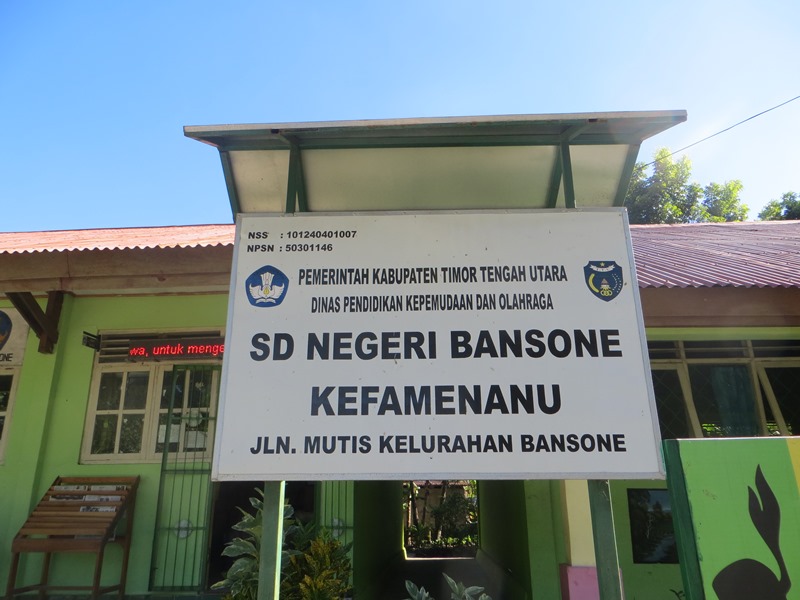 NSS : 101240401007
NPSN : 50301146
PEMERINTAH KABUPATEN TIMOR TENGAH UTARA
DINAS PENDIDIKAN KEPEMUDAAN DAN OLAHRAGA
SD NEGERI BANSONE
KEFAMENANU
JLN. MUTIS KELURAHAN BANSONE
wa, untuk menge